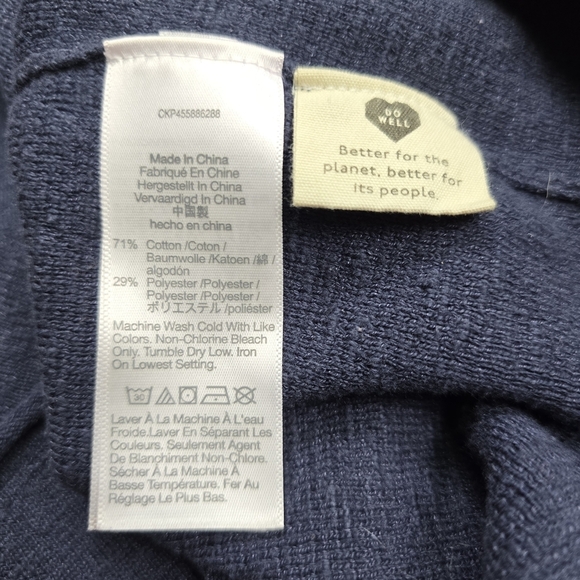 CKP455886288
Made In China
Fabriqué En Chine
Hergestellt In China
Vervaardigd In China
中国製
hecho en china
71% Cotton /Coton /
Baumwolle /Katoen /綿 /
algodón
29% Polyester /Polyester /
Polyester /Polyester /
ポリエステル /poliéster
Machine Wash Cold With Like
Colors. Non-Chlorine Bleach
Only. Tumble Dry Low. Iron
On Lowest Setting.
30
Laver À La Machine À L'eau
Froide.Laver En Séparant Les
Couleurs. Seulement Agent
De Blanchiment Non-Chlore.
Sécher À La Machine À
Basse Température. Fer Au
Réglage Le Plus Bas.
DO
WELL
Better for the
planet, better for
its people.